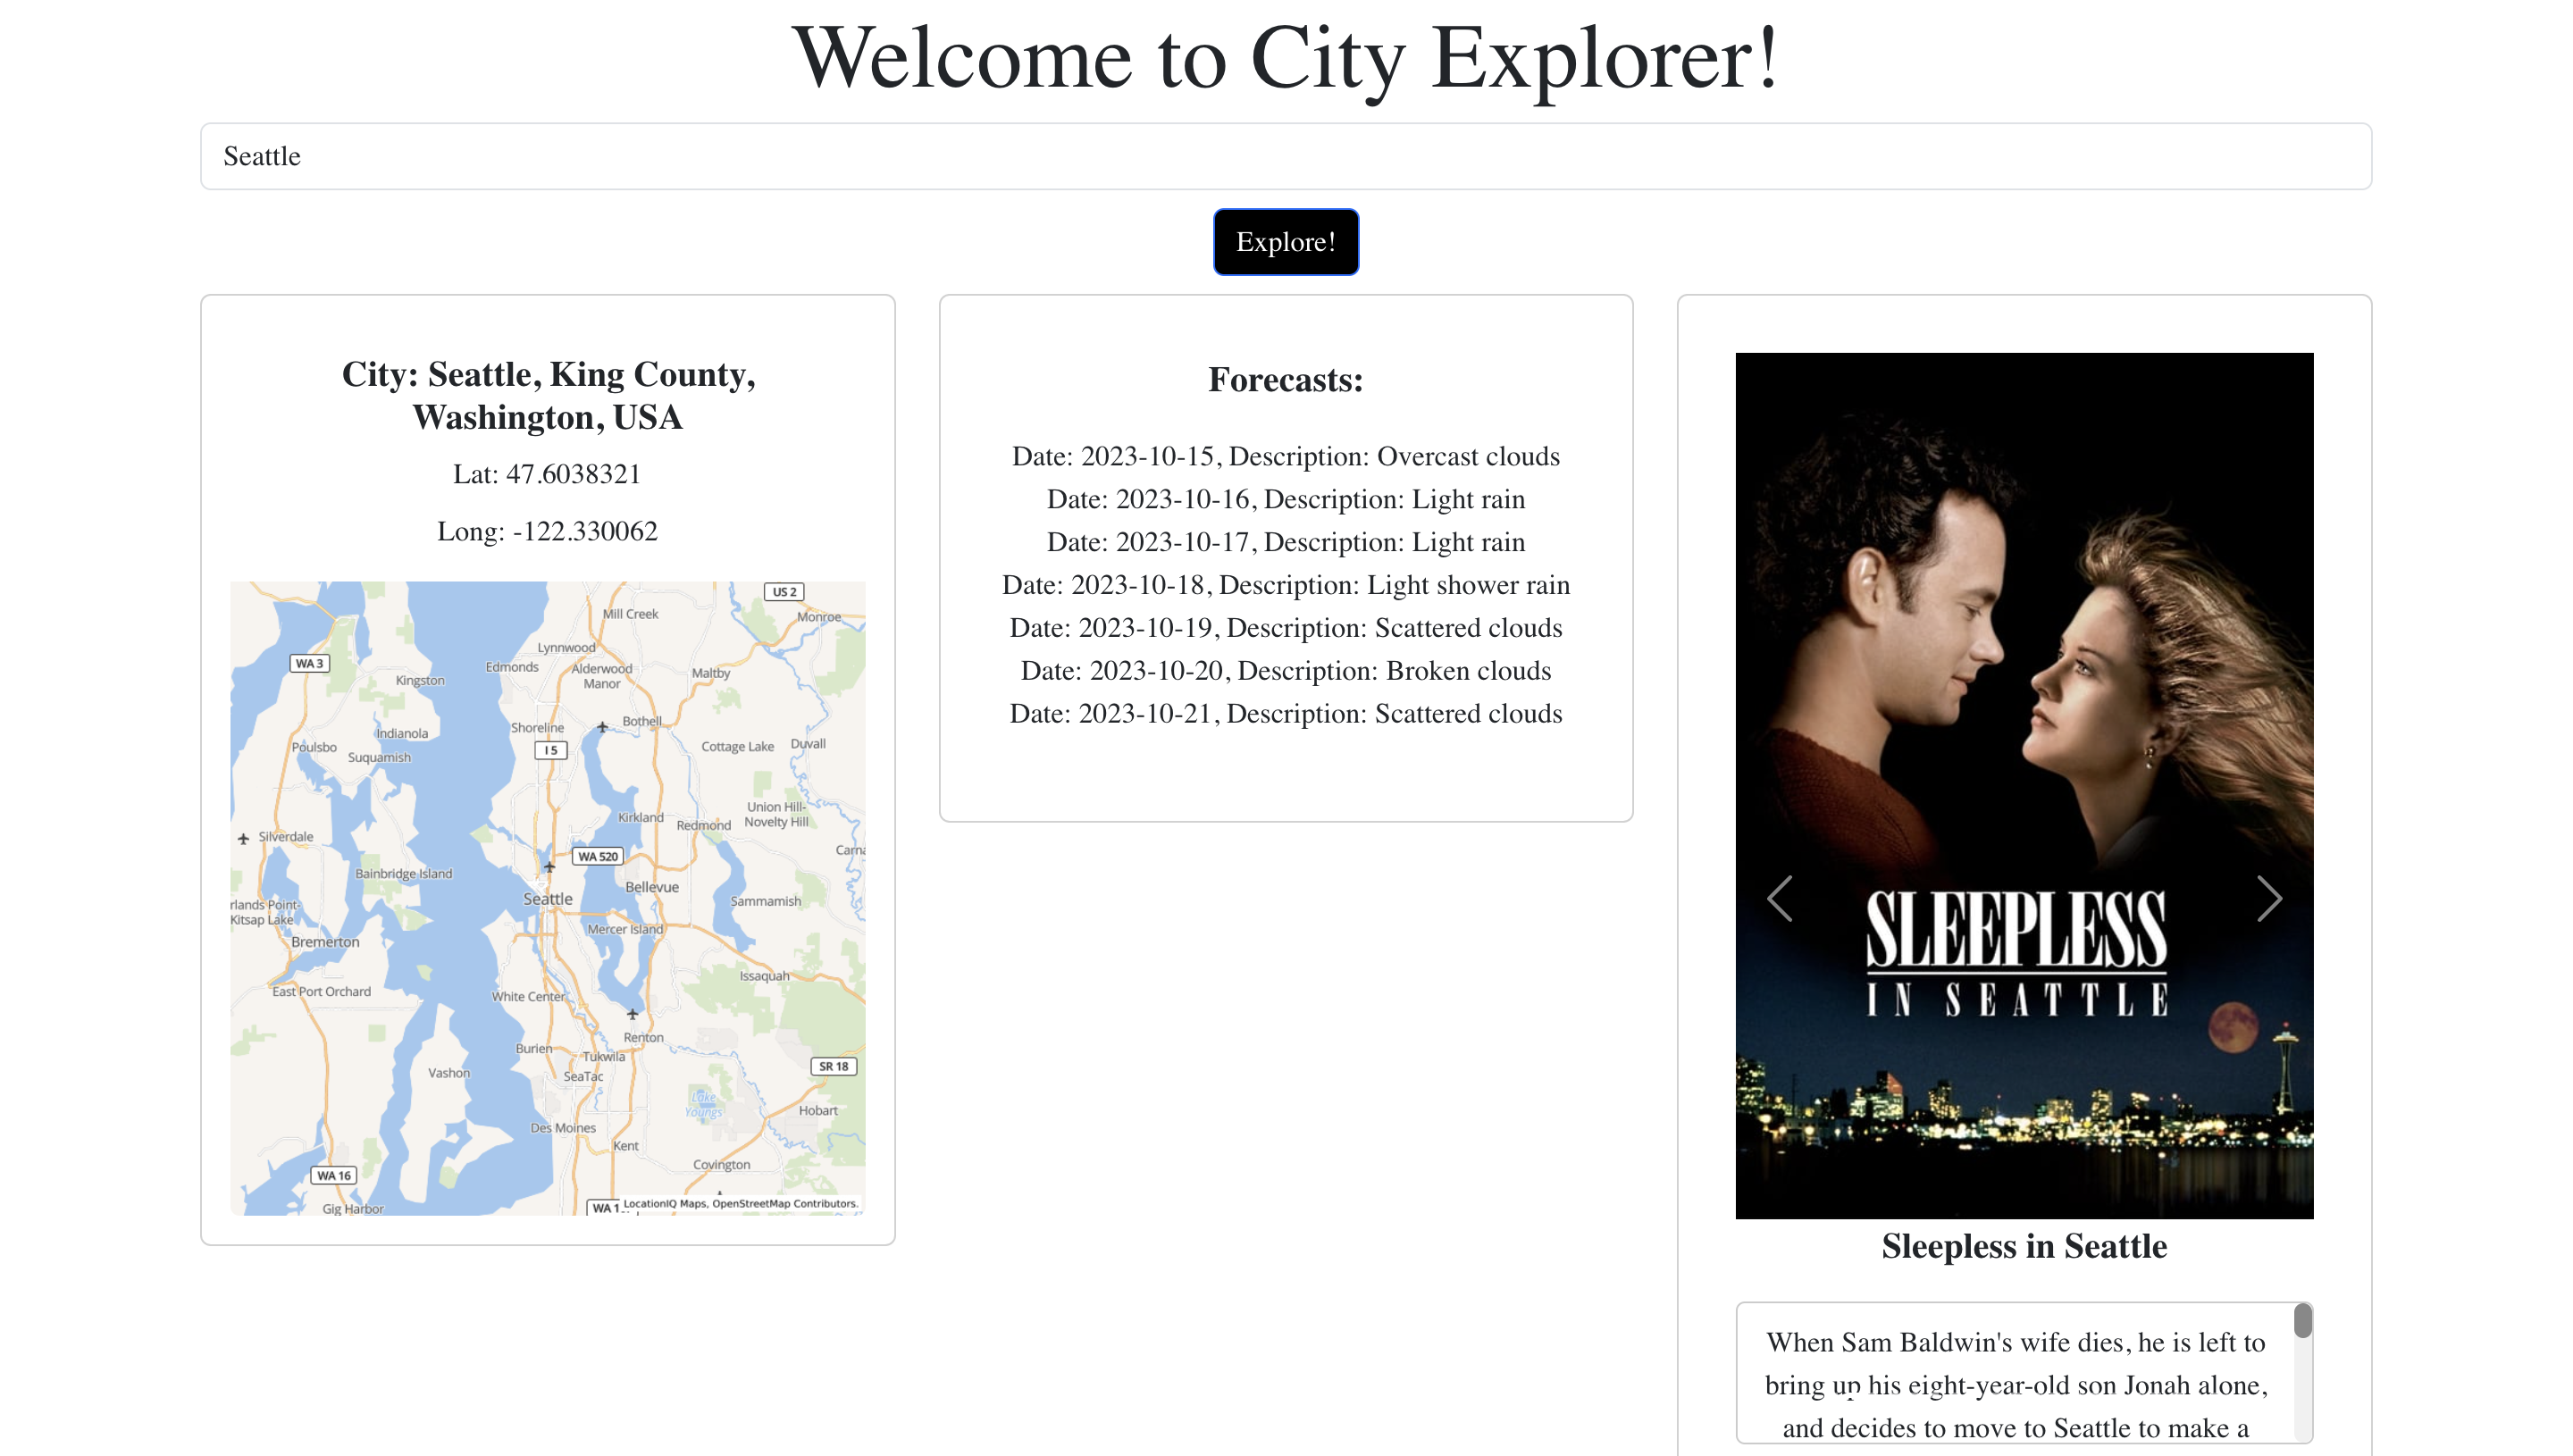 Welcome to City Explorer!
Seattle
Explore!
City: Seattle, King County,
Washington, USA
Lat: 47.6038321
Long: -122.330062
US 2
Mill Creek
Monroe
Lynnwood
WA 3
Edmonds
Alderwood
Manor
Maltby
Kingston
Shoreline
Bothell
Indianola
I 5
Poulsbo
Cottage Lake
Duvall
Suquamish
Union Hill-
Novelty Hill
Kirkland
Redmond
Silverdale
WA 520
Carna
Bainbridge Island
Bellevue
Seattle
Sammamish
rlands Point-
Kitsap Lake
Mercer Island
Bremerton
Issaquah
East Port Orchard
White Center
Renton
Burien
Tukwila
SR 18
Vashon
SeaTac
Lake
Youngs
Hobart
Des Moines
Kent
Covington
WA 16
Gig Harbor
WA 1
LocationIQ Maps, OpenStreetMap Contributors.
Forecasts:
Date: 2023-10-15, Description: Overcast clouds
Date: 2023-10-16, Description: Light rain
Date: 2023-10-17, Description: Light rain
Date: 2023-10-18, Description: Light shower rain
Date: 2023-10-19, Description: Scattered clouds
Date: 2023-10-20, Description: Broken clouds
Date: 2023-10-21, Description: Scattered clouds
SLEEPLESS
IN SEATTLE
Sleepless in Seattle
When Sam Baldwin's wife dies, he is left to
bring up his eight-year-old son Jonah alone,
and decides to move to Seattle to make a